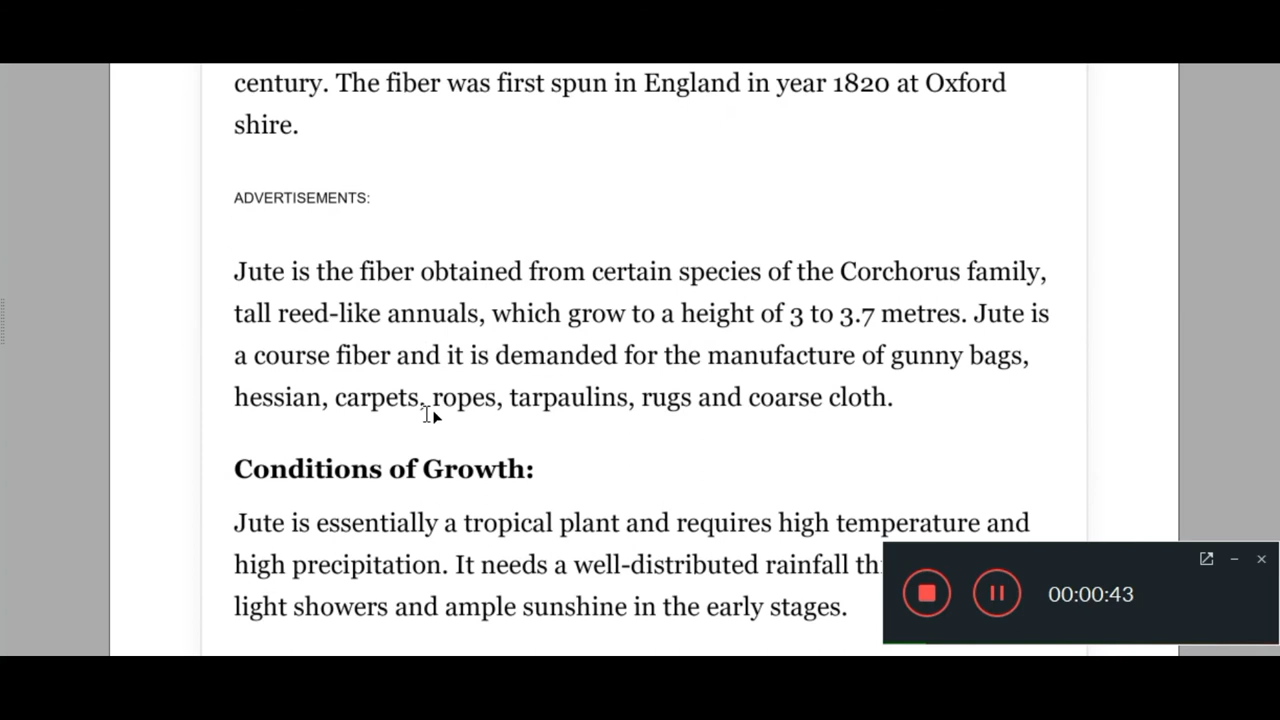 century. The fiber was first spun in England in year 1820 at Oxford
shire.
ADVERTISEMENTS:
Jute is the fiber obtained from certain species of the Corchorus family,
tall reed-like annuals, which grow to a height of 3 to 3.7 metres. Jute is
a course fiber and it is demanded for the manufacture of gunny bags,
hessian, carpets, ropes, tarpaulins, rugs and coarse cloth.
Conditions of Growth:
Jute is essentially a tropical plant and requires high temperature and
high precipitation. It needs a well-distributed rainfall
light showers and ample sunshine in the early stages.
00:00:43